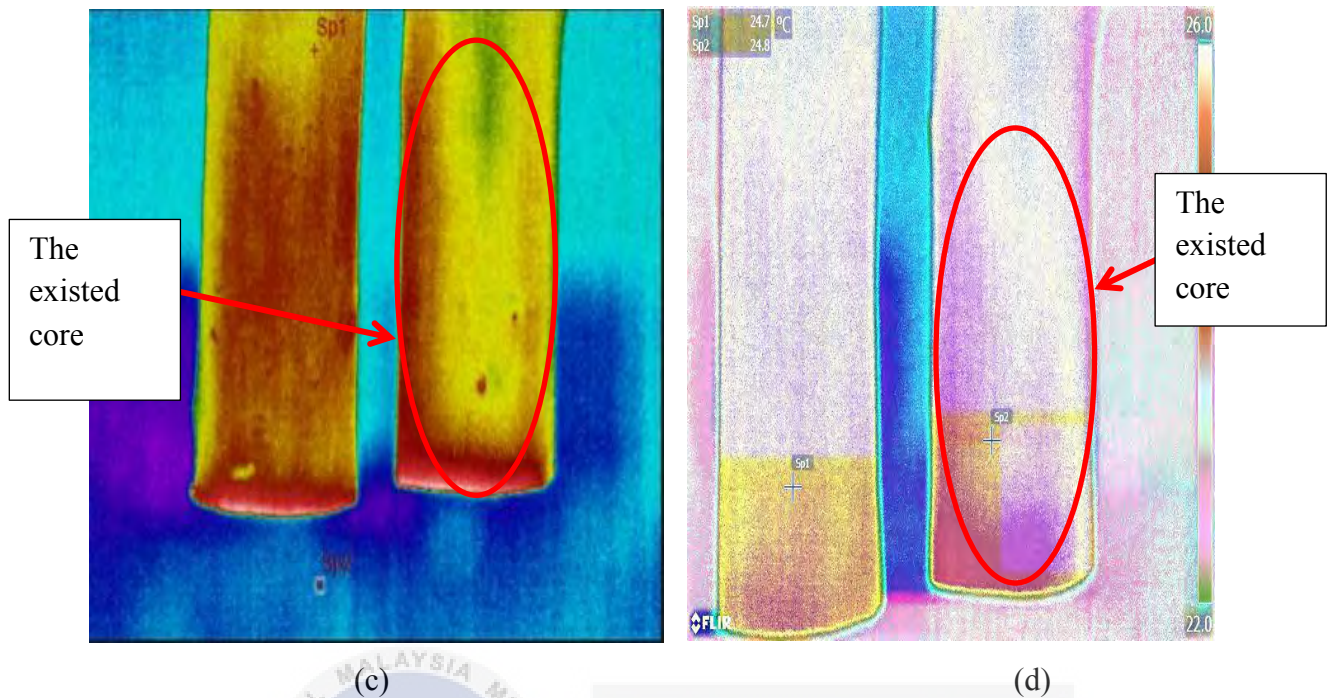 Sp1
Sp2
The
existed
core
Sp1 24.7 °C
Sp2 24.8
26.0
Sp2
Sp1
22.0
FLIR
The
existed
core
(c)
(d)
MALAYSIA